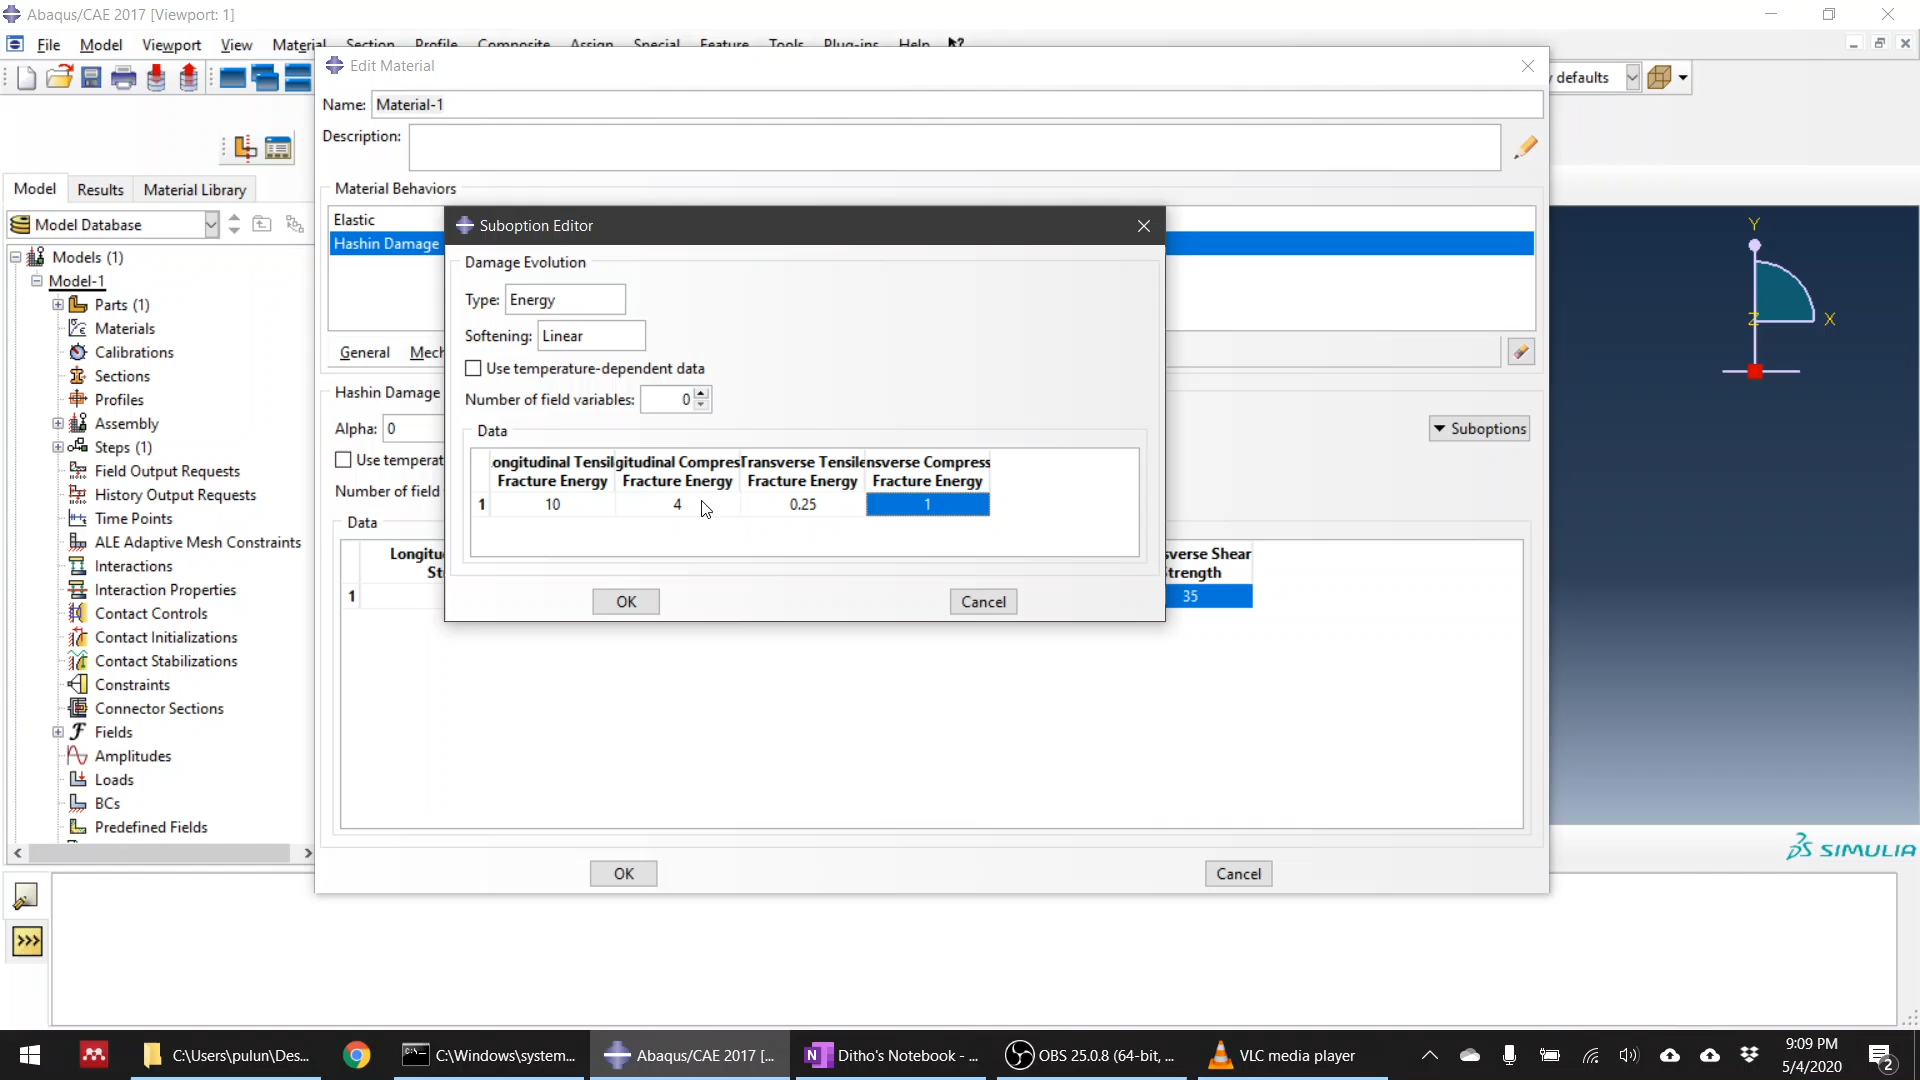 Abaqus/CAE 2017 [Viewport: 1]
File Model Viewport View Material Section Profile Composite Assign Special Feature Tools Plug-ins Help
Edit Material
defaults
Name: Material-1
Description:
Model Results Material Library
Material Behaviors
Model Database
Elastic
Hashin Damage
Suboption Editor
Models (1)
Model-1
Parts (1)
Materials
Calibrations
Sections
Profiles
Assembly
Steps (1)
Field Output Requests
History Output Requests
Time Points
ALE Adaptive Mesh Constraints
Interactions
Interaction Properties
Contact Controls
Contact Initializations
Contact Stabilizations
Constraints
Connector Sections
Fields
Amplitudes
Loads
BCs
Predefined Fields
Damage Evolution
Type: Energy
Softening: Linear
Use temperature-dependent data
Number of field variables: 0
Data
ongitudinal Tensil gitudinal Compres Transverse Tensile nsverse Compress
Fracture Energy Fracture Energy Fracture Energy Fracture Energy
1 10 4 0.25 1
OK Cancel
General Mech
Hashin Damage
Alpha: 0
Suboptions
Use temperat
Number of field
Data
Longitu
St
sverse Shear
Strength
1 35
OK Cancel
Y
Z X
SIMULIA
>>>
C:\Users\pulun\Des...
C:\Windows\system...
Abaqus/CAE 2017 [...
Ditho's Notebook - ...
OBS 25.0.8 (64-bit, ...
VLC media player
9:09 PM
5/4/2020
2